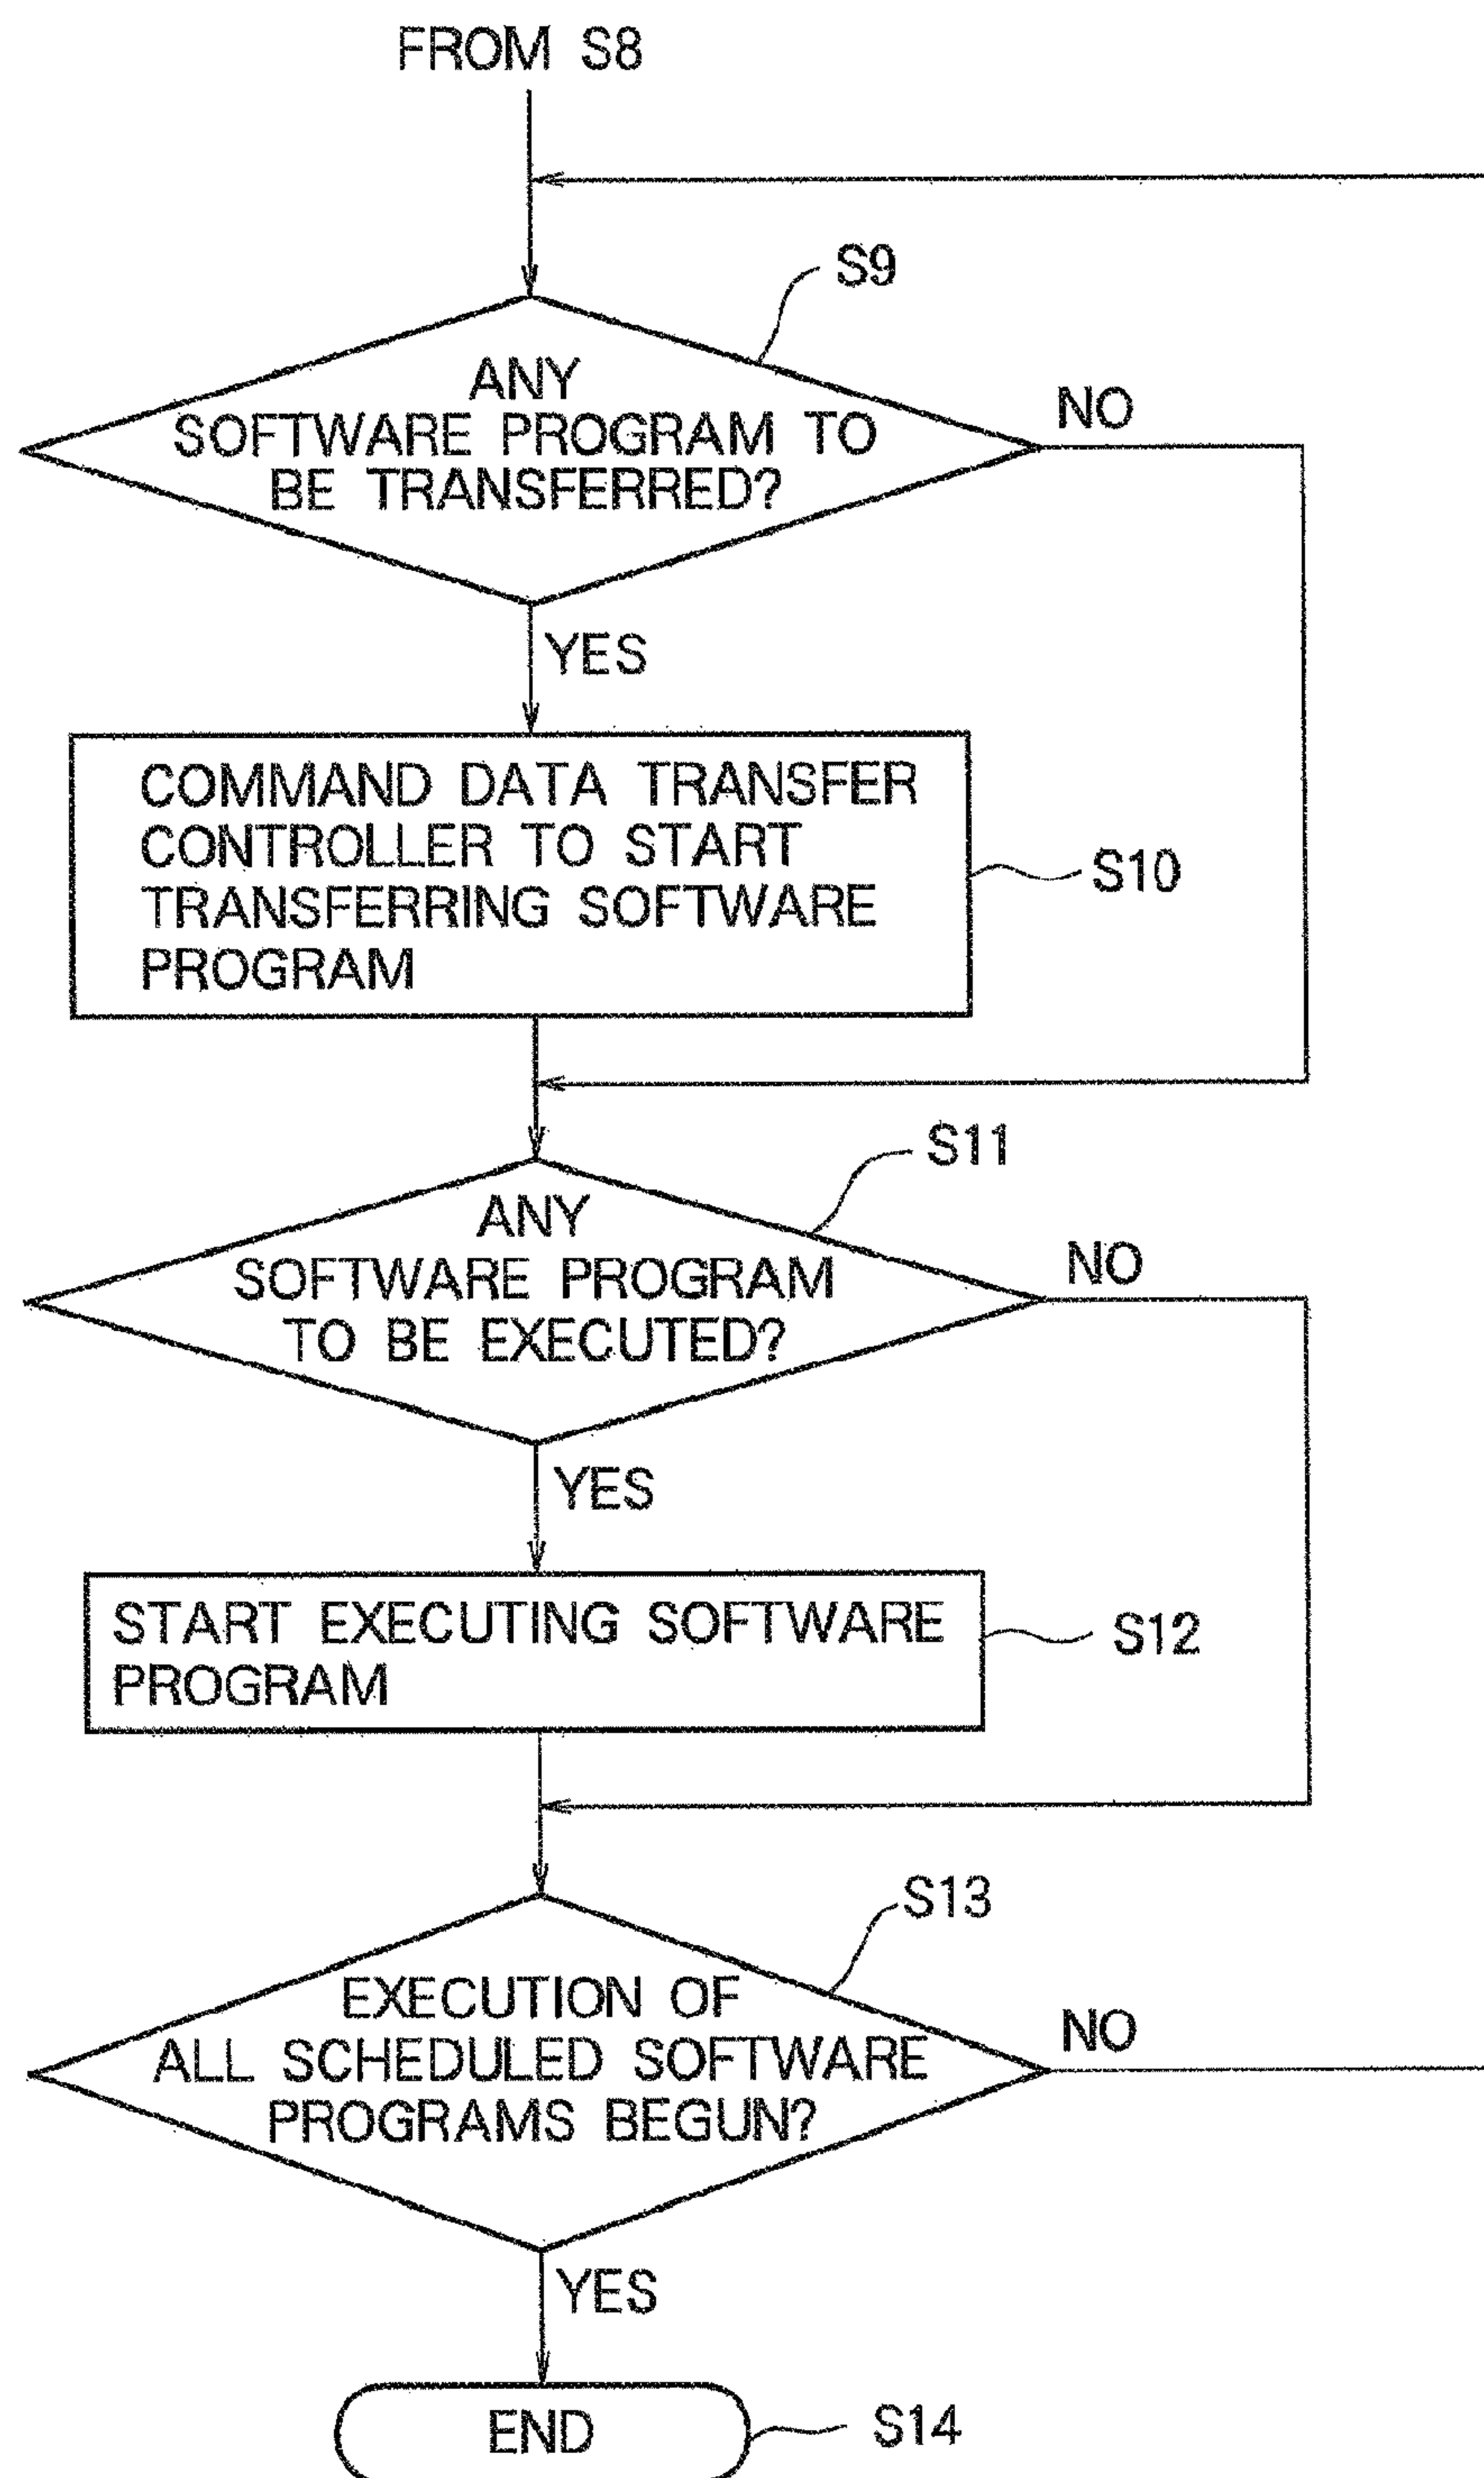 FROM S8
S9
ANY
SOFTWARE PROGRAM TO
BE TRANSFERRED?
NO
YES
COMMAND DATA TRANSFER
CONTROLLER TO START
TRANSFERRING SOFTWARE
PROGRAM
S10
S11
ANY
SOFTWARE PROGRAM
TO BE EXECUTED?
NO
YES
START EXECUTING SOFTWARE
PROGRAM
S12
S13
EXECUTION OF
ALL SCHEDULED SOFTWARE
PROGRAMS BEGUN?
NO
YES
END
S14